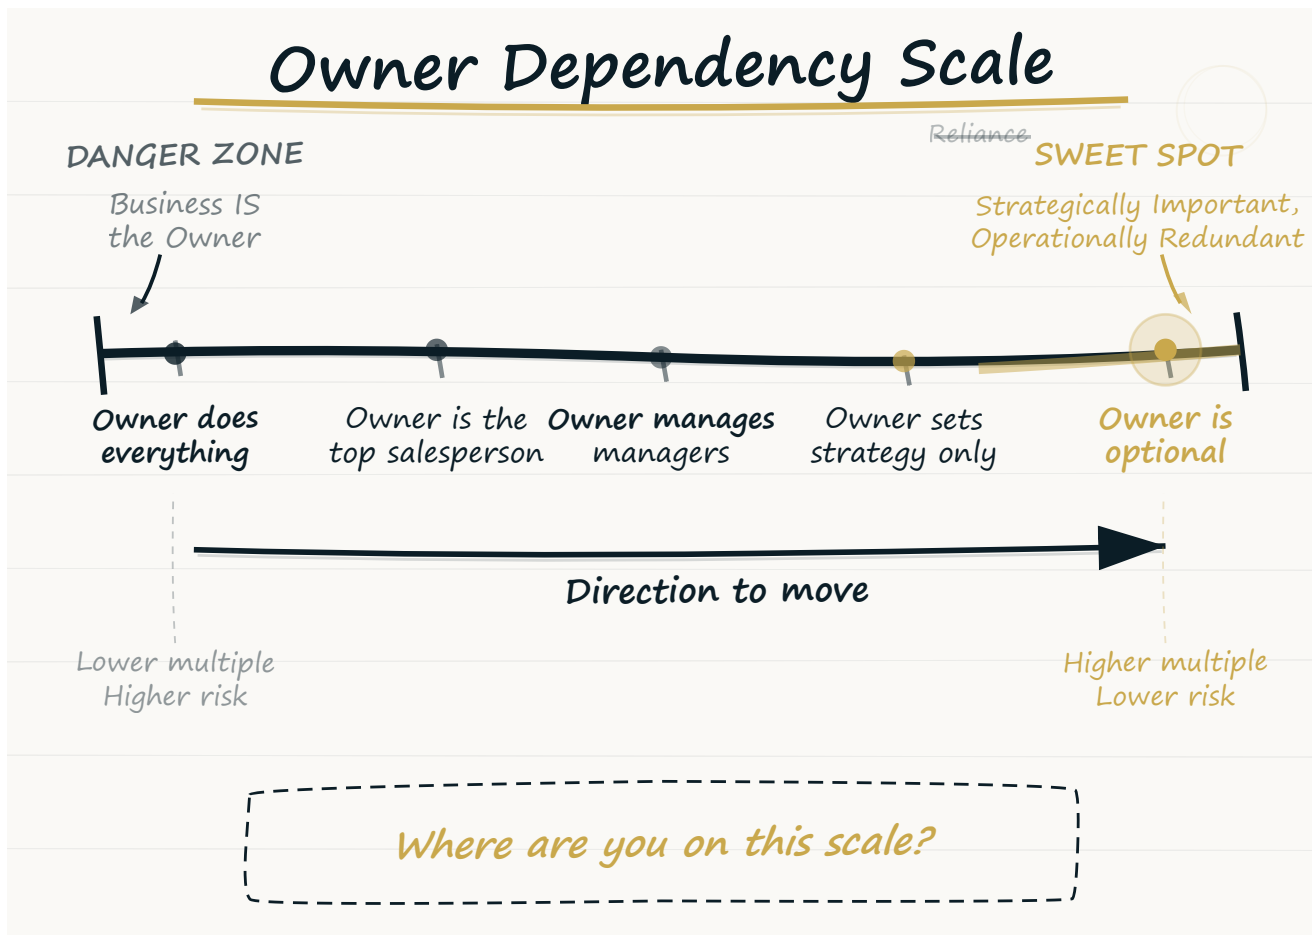 Owner Dependency Scale
Reliance
DANGER ZONE
Business IS
the Owner
SWEET SPOT
Strategically Important,
Operationally Redundant
Owner does
everything
Owner is the
top salesperson
Owner manages
managers
Owner sets
strategy only
Owner is
optional
Direction to move
Lower multiple
Higher risk
Higher multiple
Lower risk
Where are you on this scale?